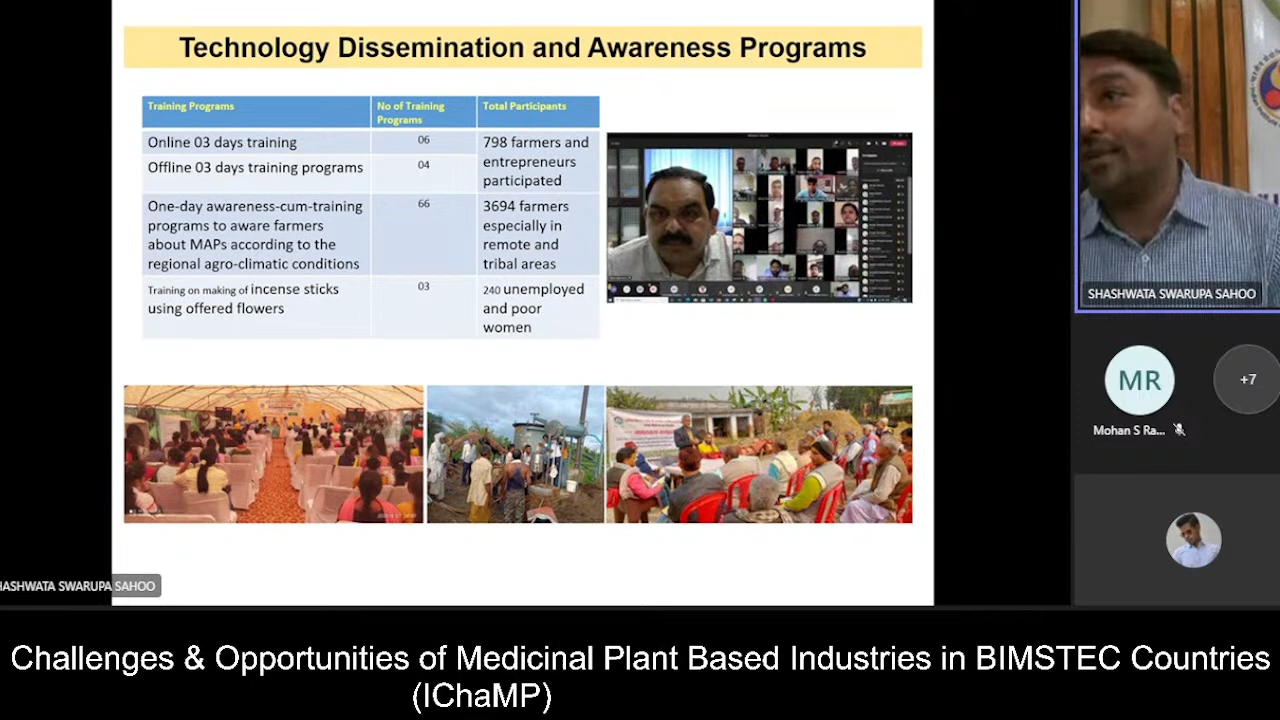 Technology Dissemination and Awareness Programs
Training Programs
No of Training
Programs
Total Participants
Online 03 days training
06
798 farmers and
entrepreneurs
participated
Offline 03 days training programs
04
One-day awareness-cum-training
programs to aware farmers
about MAPs according to the
regional agro-climatic conditions
66
3694 farmers
especially in
remote and
tribal areas
Training on making of incense sticks
using offered flowers
03
240 unemployed
and poor
women
SHASHWATA SWARUPA SAHOO
MR
+7
Mohan S Ra...
HASHWATA SWARUPA SAHOO
Challenges & Opportunities of Medicinal Plant Based Industries in BIMSTEC Countries
(IChaMP)